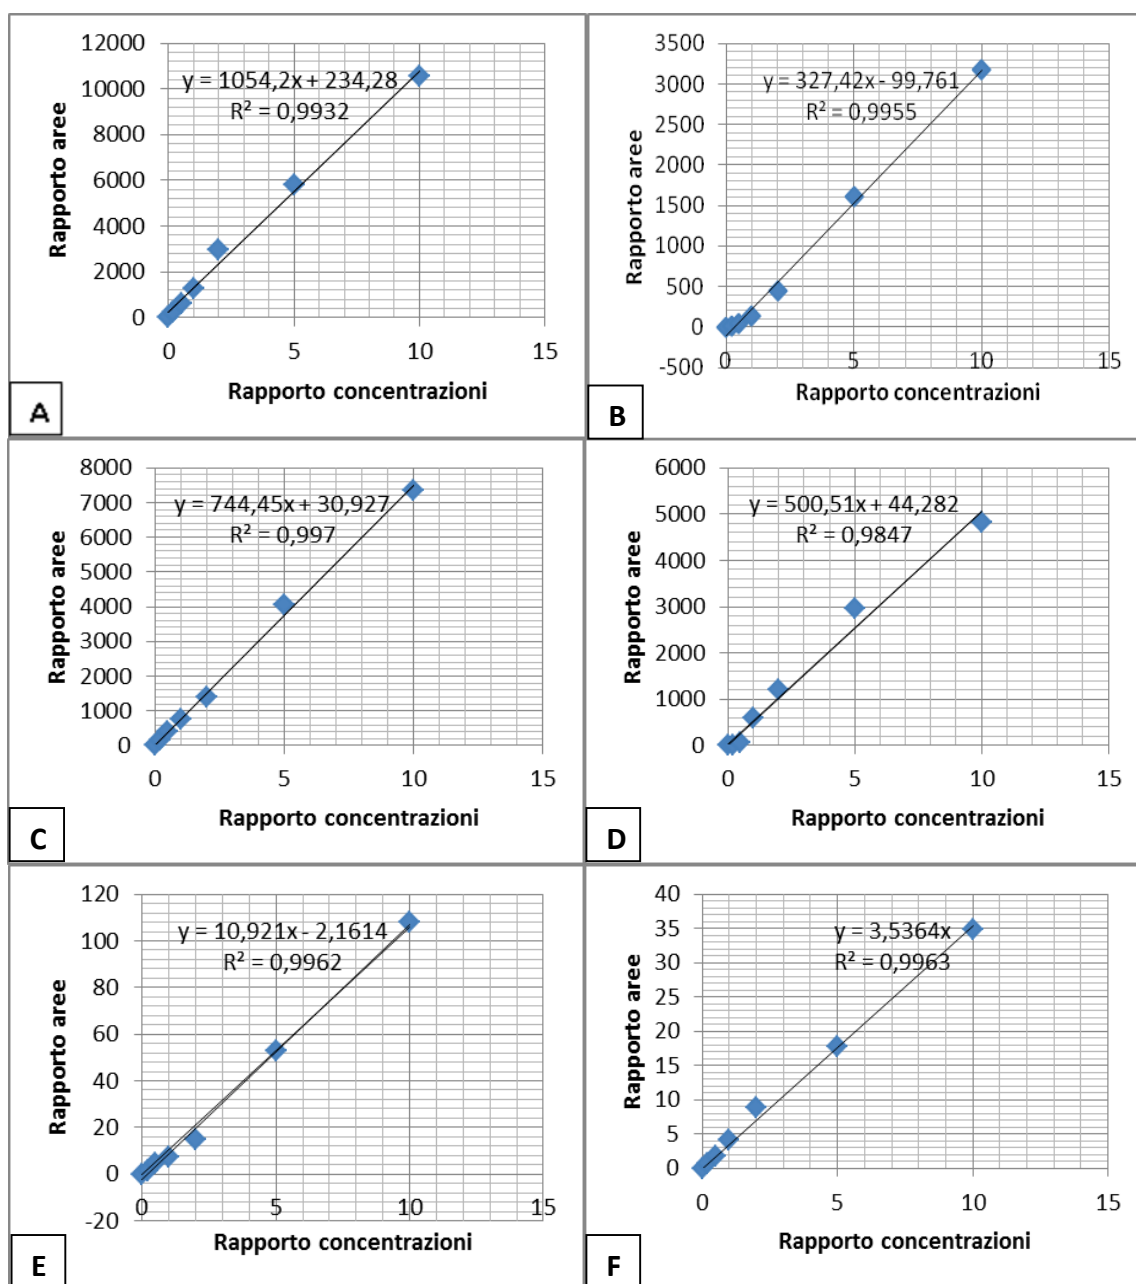 12000
10000
8000
6000
4000
2000
0
0 5 10 15
y = 1054,2x + 234,28
R² = 0,9932
Rapporto aree
Rapporto concentrazioni
A
3500
3000
2500
2000
1500
1000
500
0
-500
0 5 10 15
y = 327,42x - 99,761
R² = 0,9955
Rapporto aree
Rapporto concentrazioni
B
8000
7000
6000
5000
4000
3000
2000
1000
0
0 5 10 15
y = 744,45x + 30,927
R² = 0,997
Rapporto aree
Rapporto concentrazioni
C
6000
5000
4000
3000
2000
1000
0
0 5 10 15
y = 500,51x + 44,282
R² = 0,9847
Rapporto aree
Rapporto concentrazioni
D
120
100
80
60
40
20
0
-20
0 5 10 15
y = 10,921x - 2,1614
R² = 0,9962
Rapporto aree
Rapporto concentrazioni
E
40
35
30
25
20
15
10
5
0
0 5 10 15
y = 3,5364x
R² = 0,9963
Rapporto aree
Rapporto concentrazioni
F